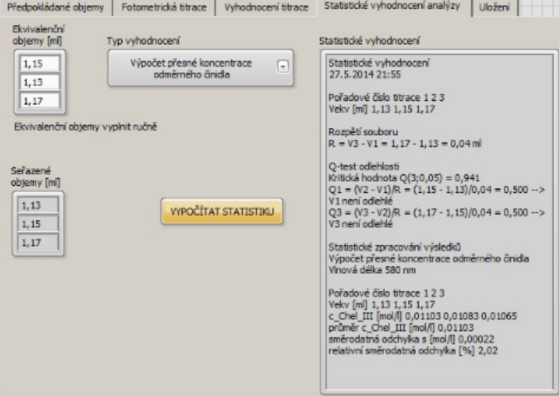 Předpokládané objemy
Fotometrická titrace
Vyhodnocení titrace
Statistické vyhodnocení analýzy
Uložení
Ekvivalenční
objemy [ml]
1,15
1,13
1,17
Ekvivalenční objemy vyplnit ručně
Typ vyhodnocení
Výpočet přesné koncentrace
odměrného činidla
Seřazené
objemy [ml]
1,13
1,15
1,17
VYPOČÍTAT STATISTIKU
Statistické vyhodnocení
Statistické vyhodnocení
27.5.2014 21:55
Pořadové číslo titrace 1 2 3
Vekv [ml] 1,13 1,15 1,17
Rozpětí souboru
R = V3 - V1 = 1,17 - 1,13 = 0,04 ml
Q-test odlehlosti
Kritická hodnota Q(3;0,05) = 0,941
Q1 = (V2 - V1)/R = (1,15 - 1,13)/0,04 = 0,500 -->
V1 není odlehlé
Q3 = (V3 - V2)/R = (1,17 - 1,15)/0,04 = 0,500 -->
V3 není odlehlé
Statistické zpracování výsledků
Výpočet přesné koncentrace odměrného činidla
Vlnová délka 580 nm
Pořadové číslo titrace 1 2 3
Vekv [ml] 1,13 1,15 1,17
c_Chel_III [mol/l] 0,01103 0,01083 0,01065
průměr c_Chel_III [mol/l] 0,01103
směrodatná odchylka s [mol/l] 0,00022
relativní směrodatná odchylka [%] 2,02